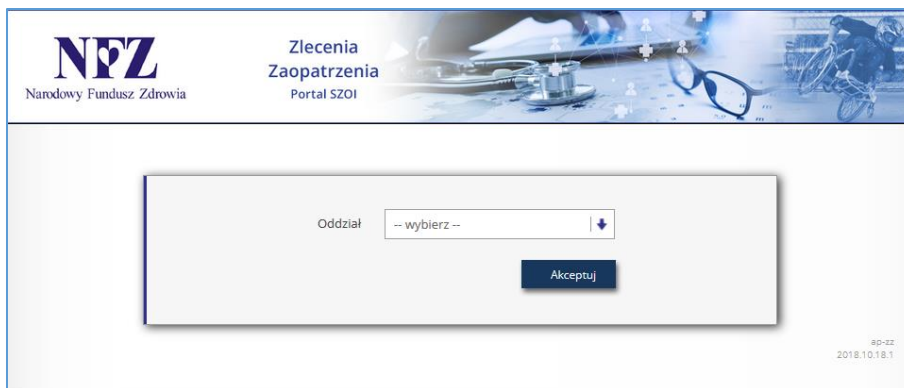 NFZ
Narodowy Fundusz Zdrowia
Zlecenia
Zaopatrzenia
Portal SZOI
Oddział
-- wybierz --
Akceptuj
ap-zz
2018.10.18.1